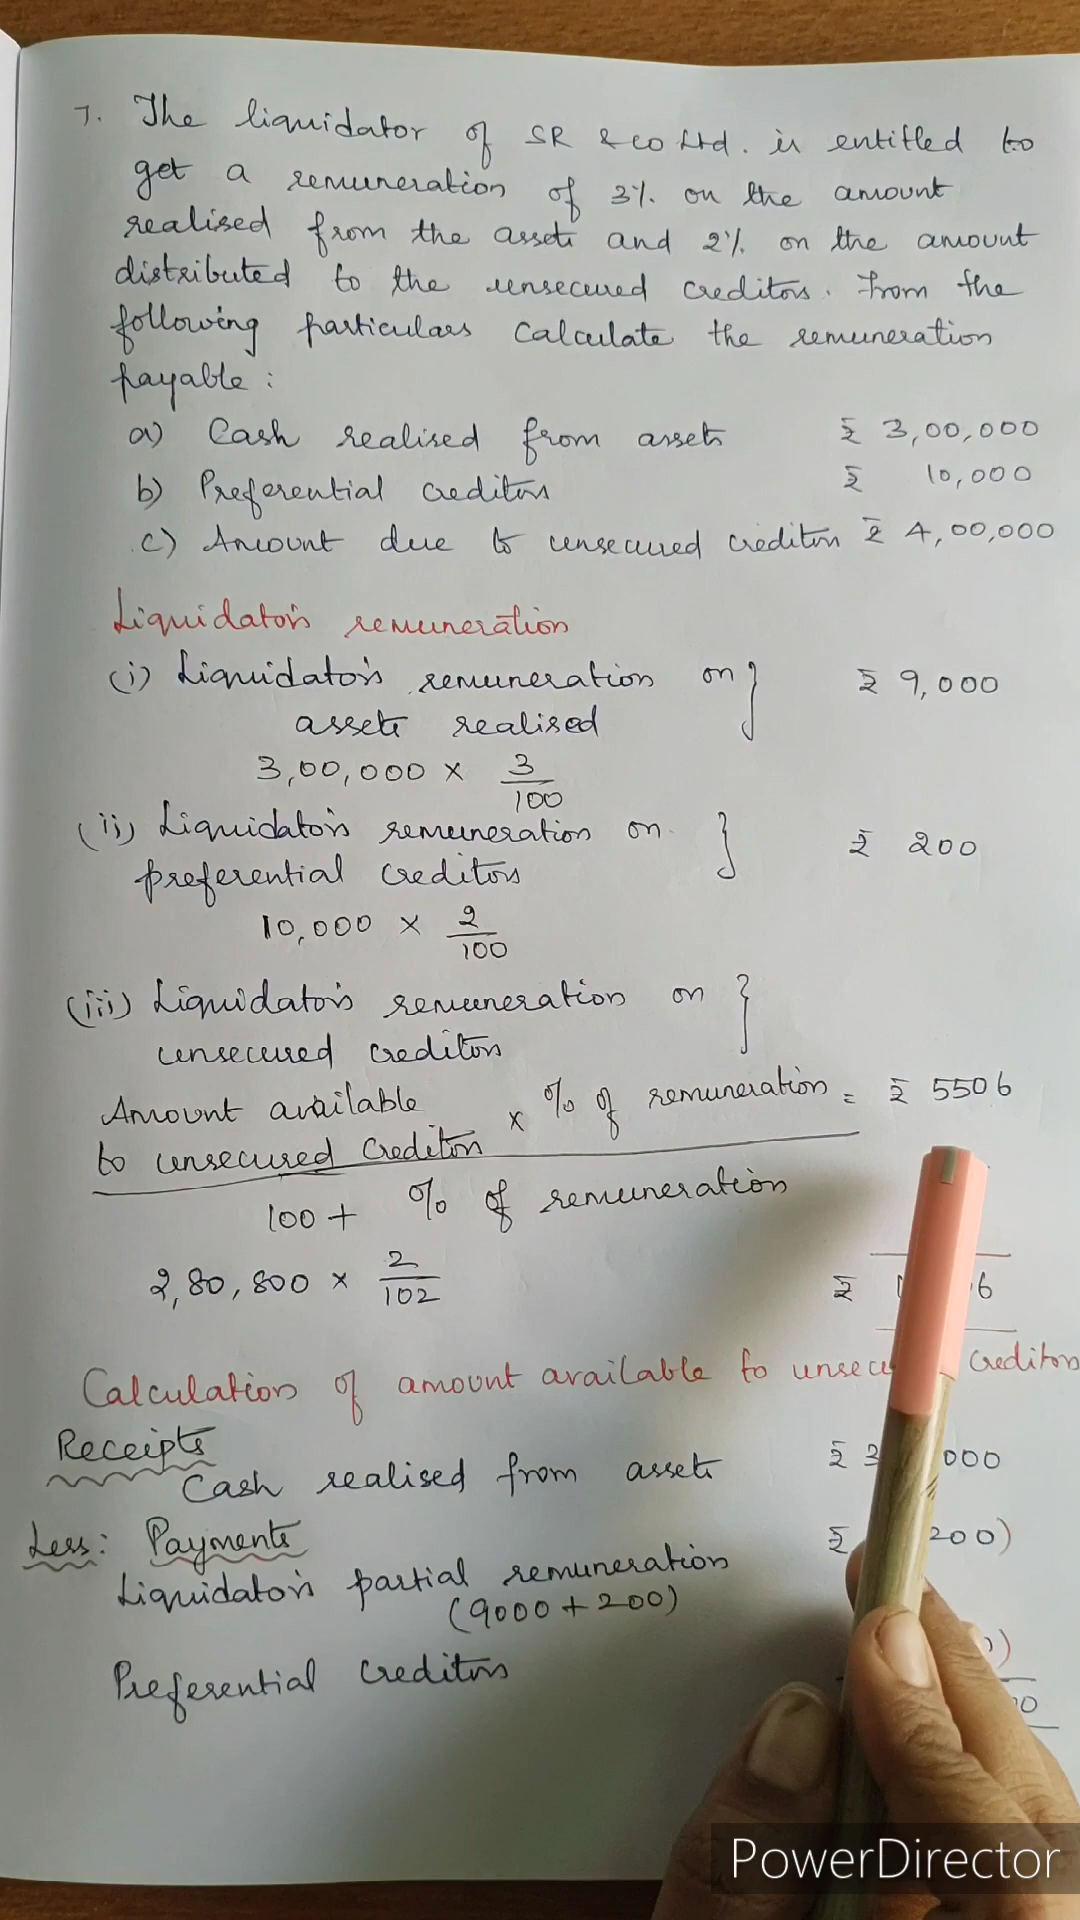 7. The liquidator of SR & co Ltd. is entitled to
get a remuneration of 3% on the amount
realised from the assets and 2% on the amount
distributed to the unsecured creditors. From the
following particulars calculate the remuneration
payable :
a) Cash realised from assets ₹ 3,00,000
b) Preferential creditors ₹ 10,000
c) Amount due to unsecured creditors ₹ 4,00,000
Liquidator's remuneration
(i) Liquidator's remuneration on } ₹ 9,000
assets realised
3,00,000 × 3/100
(ii) Liquidator's remuneration on } ₹ 200
preferential creditors
10,000 × 2/100
(iii) Liquidator's remuneration on }
unsecured creditors
Amount available
to unsecured creditors × % of remuneration = ₹ 5506
100 + % of remuneration
2,80,800 × 2/102 ₹ 6
Calculation of amount available to creditors
Receipts
Cash realised from assets ₹ 3 000
Less: Payments ₹ 200)
Liquidator's partial remuneration
(9000 + 200)
Preferential creditors )
0
PowerDirector